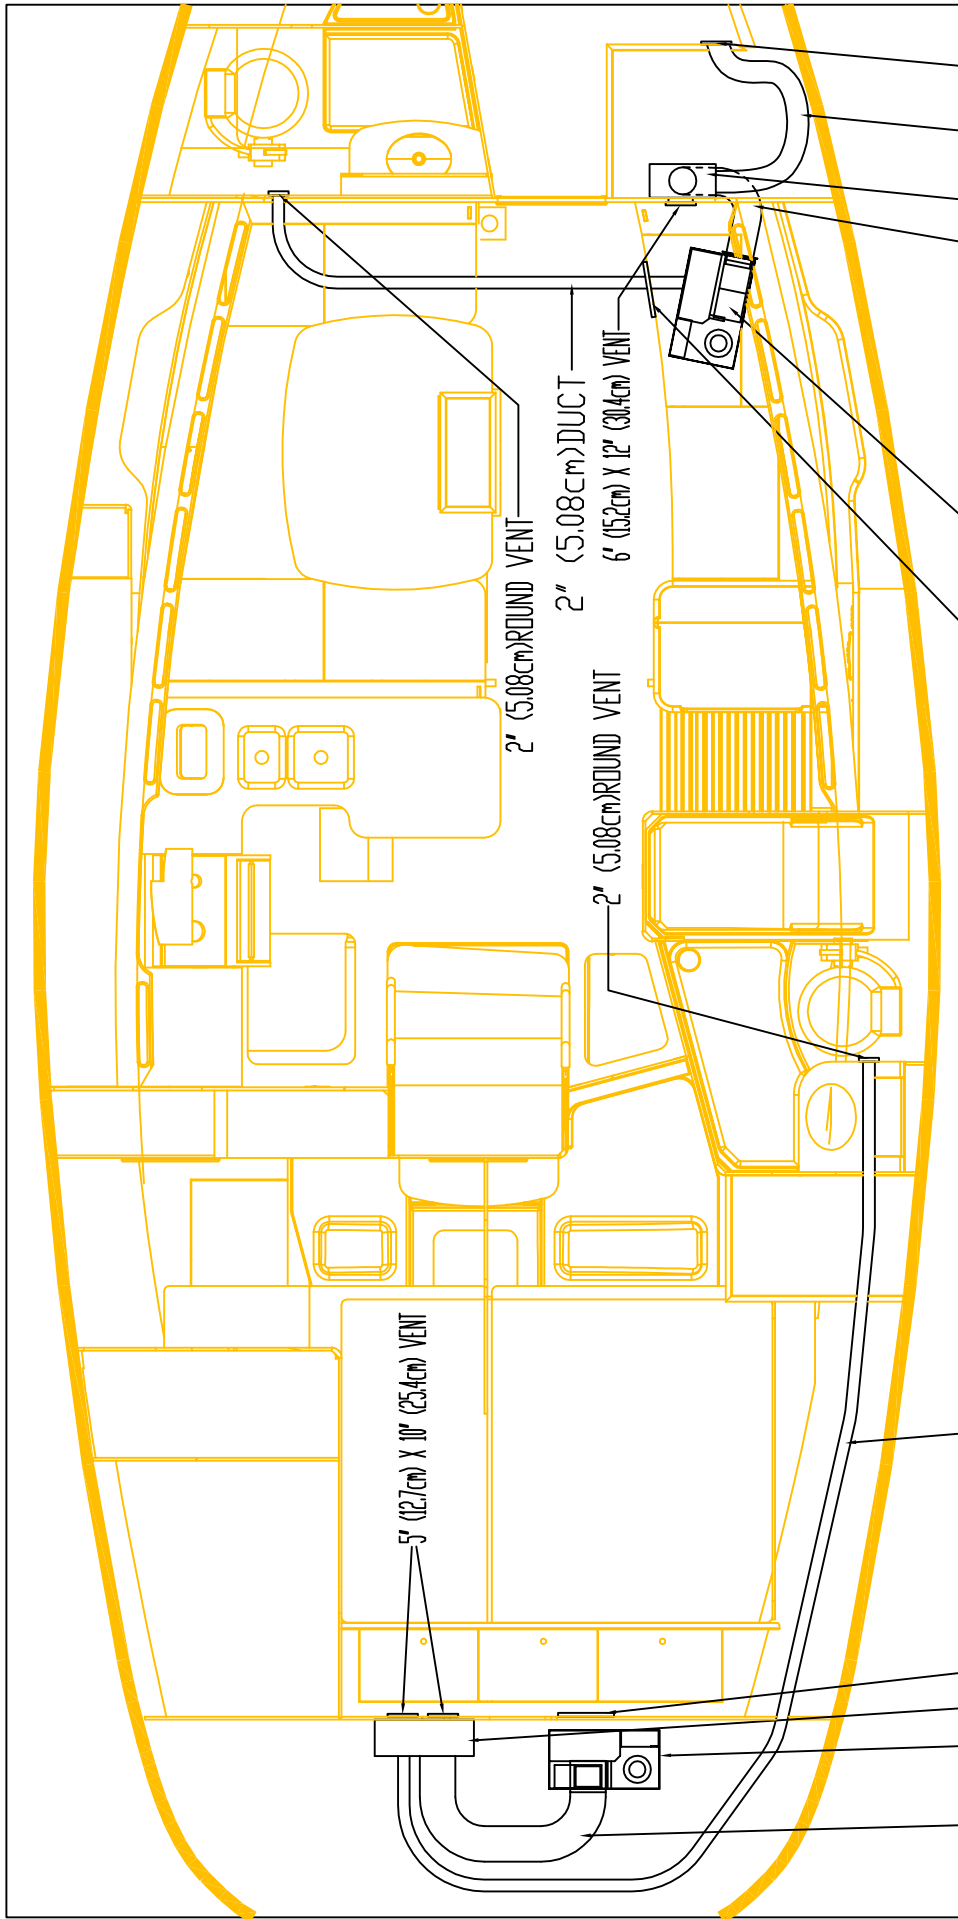 2" (5.08cm)ROUND VENT
2" (5.08cm)DUCT
6" (15.2cm) X 12" (30.4cm) VENT
2" (5.08cm)ROUND VENT
5" (12.7cm) X 10" (25.4cm) VENT